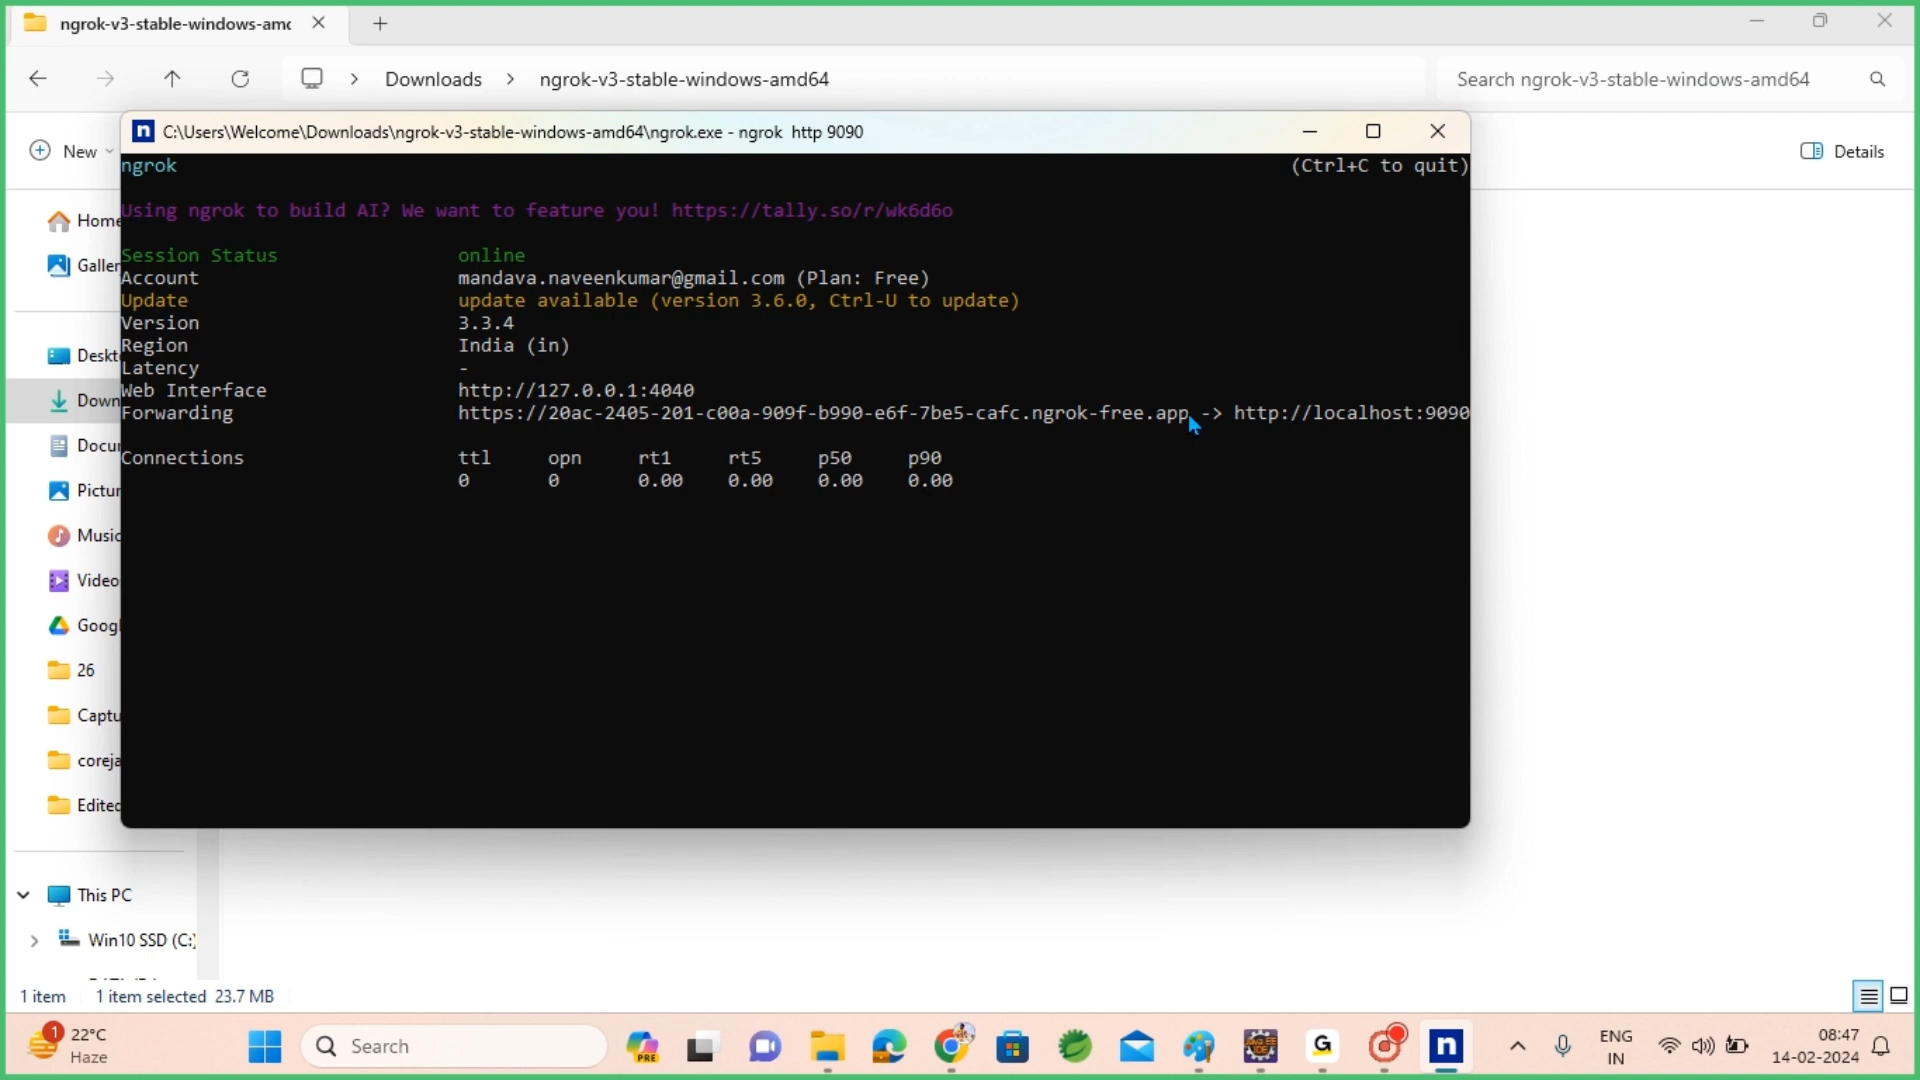 ngrok-v3-stable-windows-amd
Downloads > ngrok-v3-stable-windows-amd64
Search ngrok-v3-stable-windows-amd64
C:\Users\Welcome\Downloads\ngrok-v3-stable-windows-amd64\ngrok.exe - ngrok http 9090
New
Details
ngrok (Ctrl+C to quit)
Using ngrok to build AI? We want to feature you! https://tally.so/r/wk6d6o
Session Status online
Account mandava.naveenkumar@gmail.com (Plan: Free)
Update update available (version 3.6.0, Ctrl-U to update)
Version 3.3.4
Region India (in)
Latency -
Web Interface http://127.0.0.1:4040
Forwarding https://20ac-2405-201-c00a-909f-b990-e6f-7be5-cafc.ngrok-free.app -> http://localhost:9090
Connections ttl opn rt1 rt5 p50 p90
0 0 0.00 0.00 0.00 0.00
Home
Galler
Deskt
Down
Docur
Pictur
Music
Video
Googl
26
Captu
coreja
Edited
This PC
Win10 SSD (C:)
1 item 1 item selected 23.7 MB
1
22°C
Haze
Search
PRE
JAVA EE
IDE
G
n
ENG
IN
08:47
14-02-2024